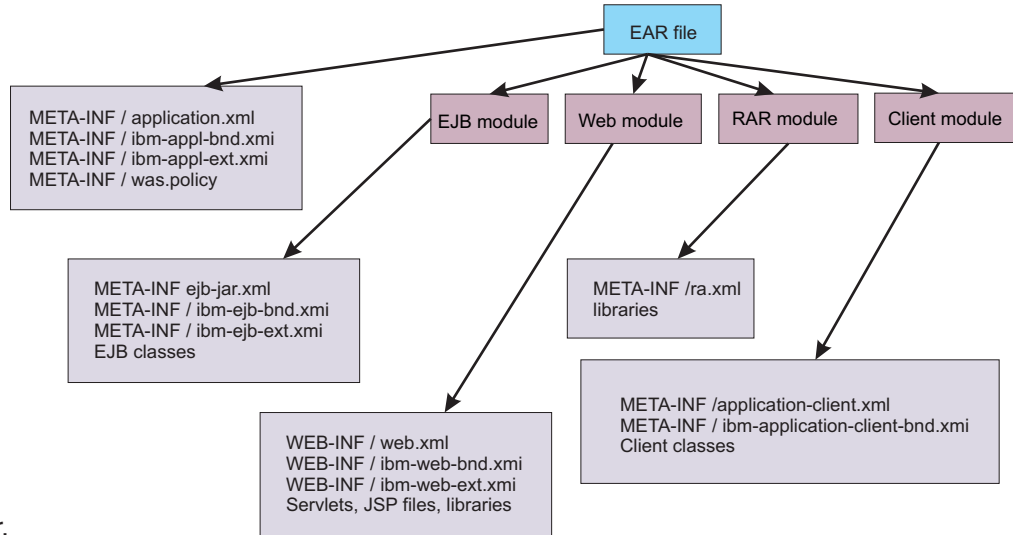 EAR file
META-INF / application.xml
META-INF / ibm-appl-bnd.xmi
META-INF / ibm-appl-ext.xmi
META-INF / was.policy
EJB module
Web module
RAR module
Client module
META-INF ejb-jar.xml
META-INF / ibm-ejb-bnd.xmi
META-INF / ibm-ejb-ext.xmi
EJB classes
META-INF /ra.xml
libraries
META-INF /application-client.xml
META-INF / ibm-application-client-bnd.xmi
Client classes
WEB-INF / web.xml
WEB-INF / ibm-web-bnd.xmi
WEB-INF / ibm-web-ext.xmi
Servlets, JSP files, libraries
r.